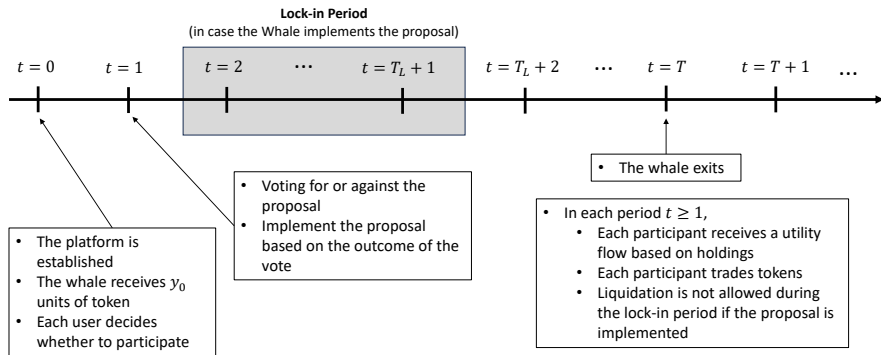 Lock-in Period
(in case the Whale implements the proposal)
t = 0
t = 1
t = 2
...
t = T_L + 1
t = T_L + 2
...
t = T
t = T + 1
...
• The whale exits
• Voting for or against the
proposal
• Implement the proposal
based on the outcome of the
vote
• In each period t ≥ 1,
• Each participant receives a utility
flow based on holdings
• Each participant trades tokens
• Liquidation is not allowed during
the lock-in period if the proposal is
implemented
• The platform is
established
• The whale receives y_0
units of token
• Each user decides
whether to participate